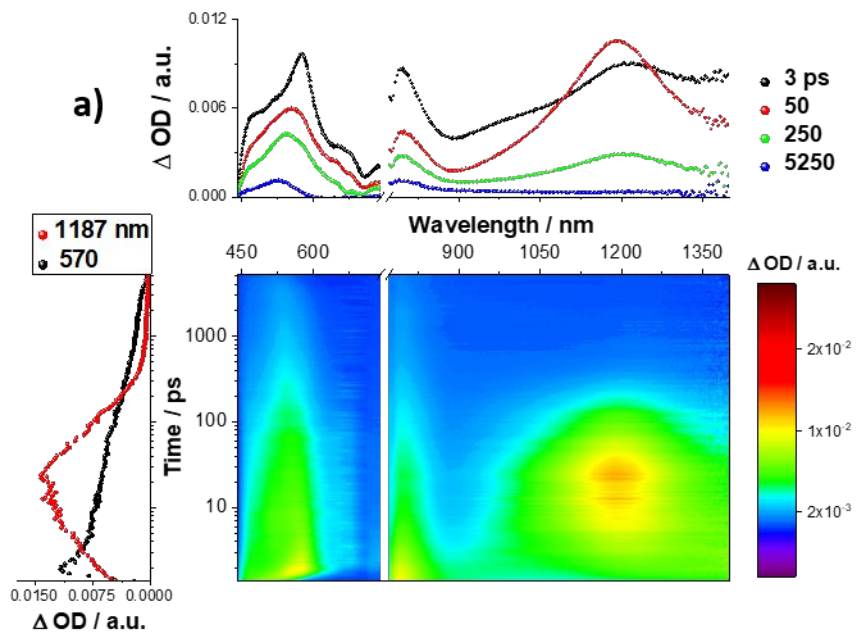 a)
Δ OD / a.u.
0.012
0.006
0.000
3 ps
50
250
5250
Wavelength / nm
450 600 900 1050 1200 1350
1187 nm
570
Time / ps
1000
100
10
0.0150 0.0075 0.0000
Δ OD / a.u.
Δ OD / a.u.
2x10⁻²
1x10⁻²
2x10⁻³